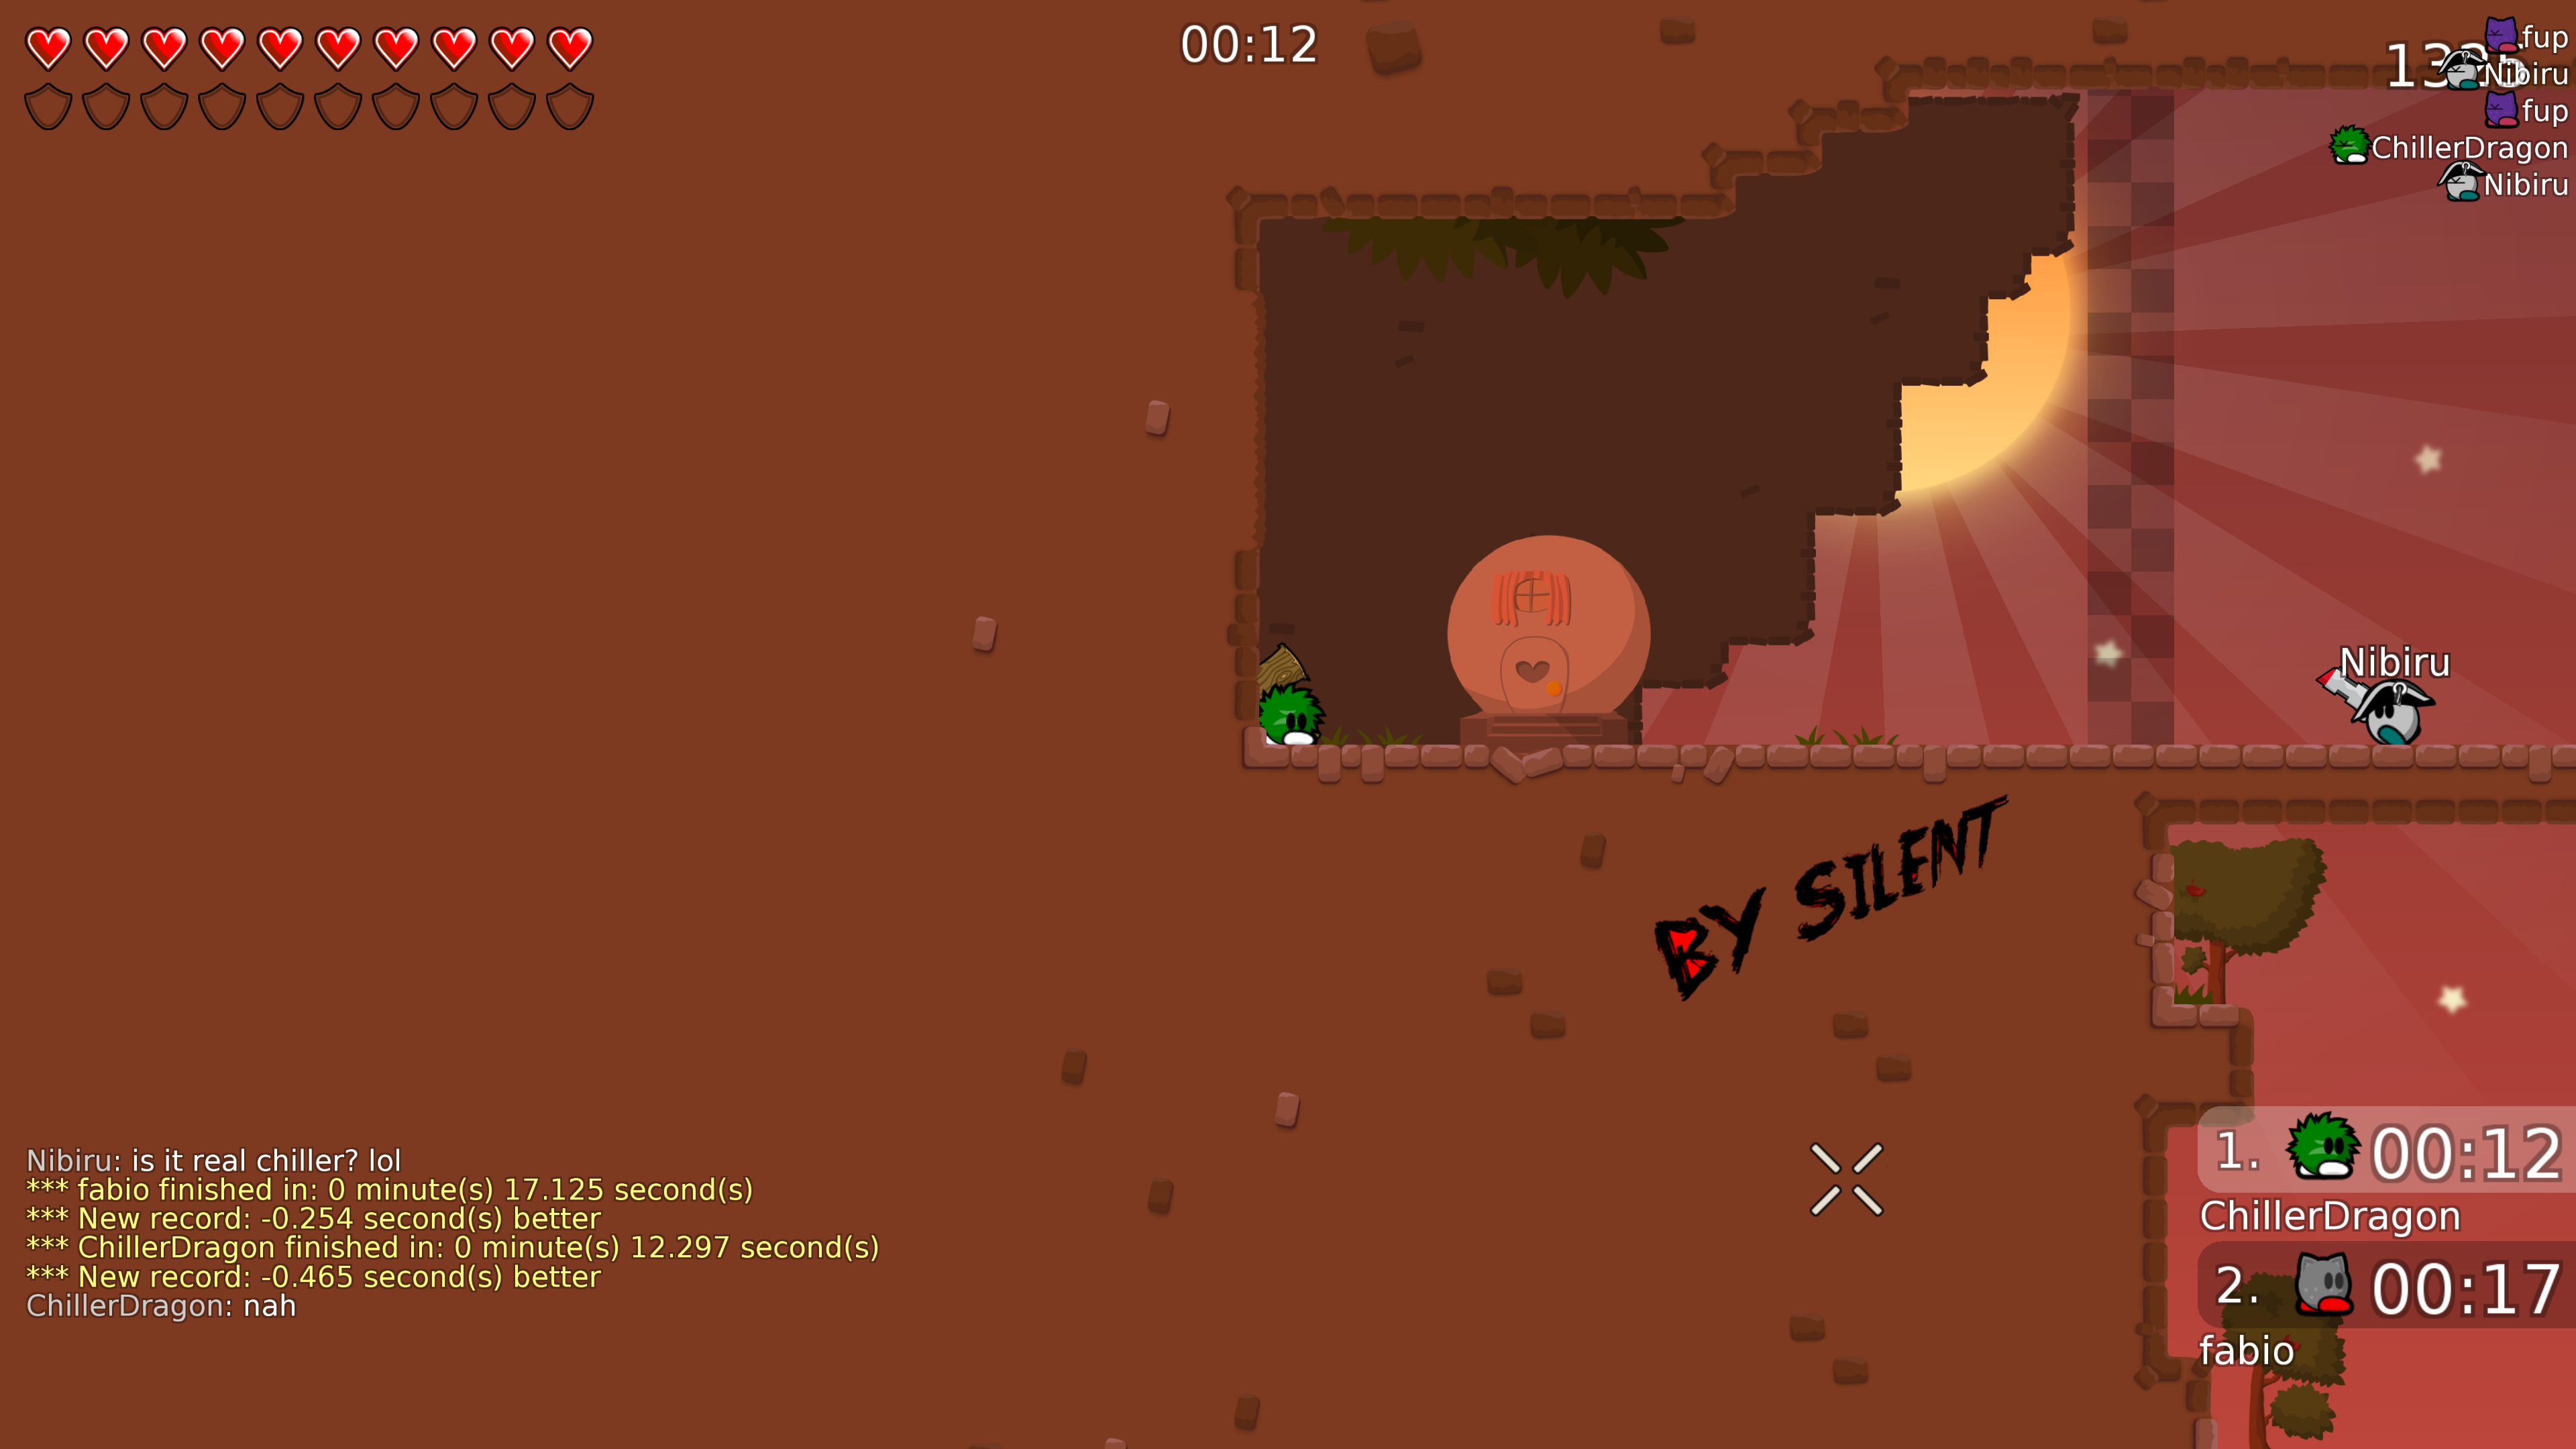 00:12
fup
Nibiru
fup
ChillerDragon
Nibiru
Nibiru
BY SILENT
Nibiru: is it real chiller? lol
*** fabio finished in: 0 minute(s) 17.125 second(s)
*** New record: -0.254 second(s) better
*** ChillerDragon finished in: 0 minute(s) 12.297 second(s)
*** New record: -0.465 second(s) better
ChillerDragon: nah
1. 00:12
ChillerDragon
2. 00:17
fabio